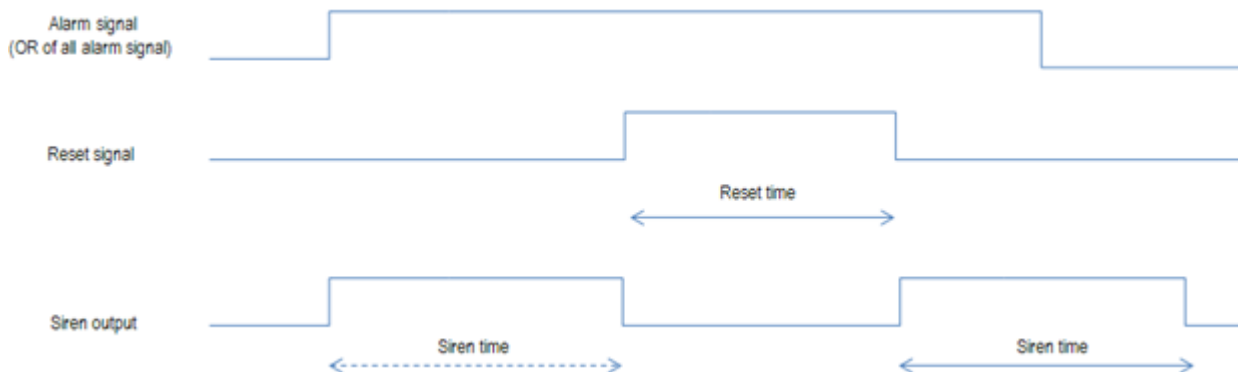 Alarm signal
(OR of all alarm signal)
Reset signal
Reset time
Siren output
Siren time
Siren time